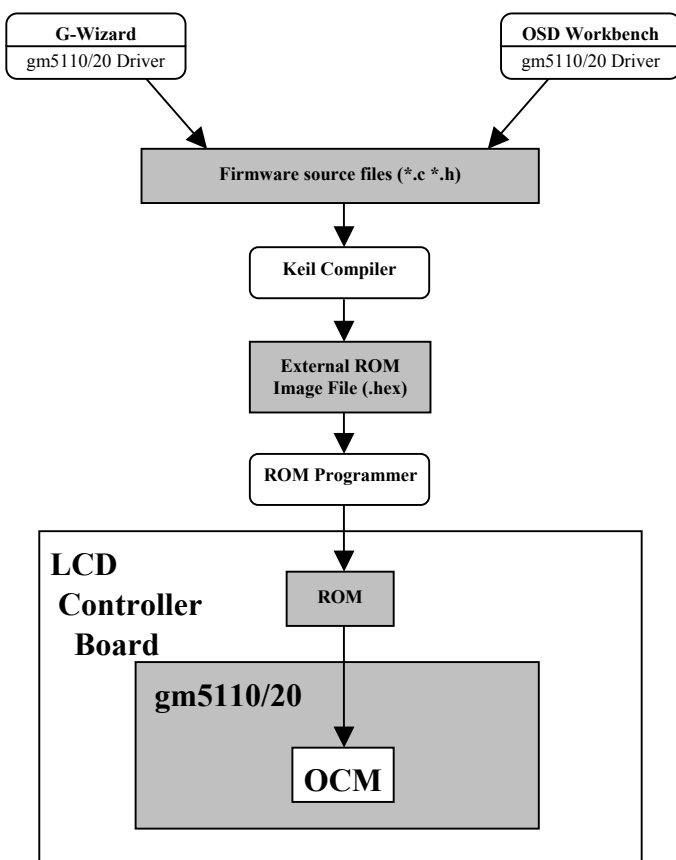 G-Wizard
gm5110/20 Driver
OSD Workbench
gm5110/20 Driver
Firmware source files (*.c *.h)
Keil Compiler
External ROM
Image File (.hex)
ROM Programmer
LCD
Controller
Board
ROM
gm5110/20
OCM